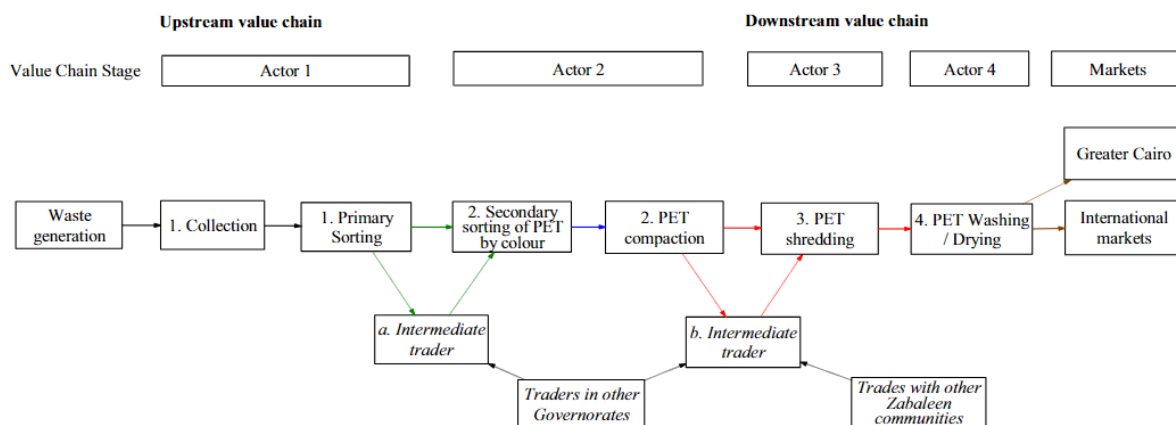 Upstream value chain
Downstream value chain
Value Chain Stage
Actor 1
Actor 2
Actor 3
Actor 4
Markets
Greater Cairo
Waste
generation
1. Collection
1. Primary
Sorting
2. Secondary
sorting of PET
by colour
2. PET
compaction
3. PET
shredding
4. PET Washing
/ Drying
International
markets
a. Intermediate
trader
b. Intermediate
trader
Traders in other
Governorates
Trades with other
Zabaleen
communities